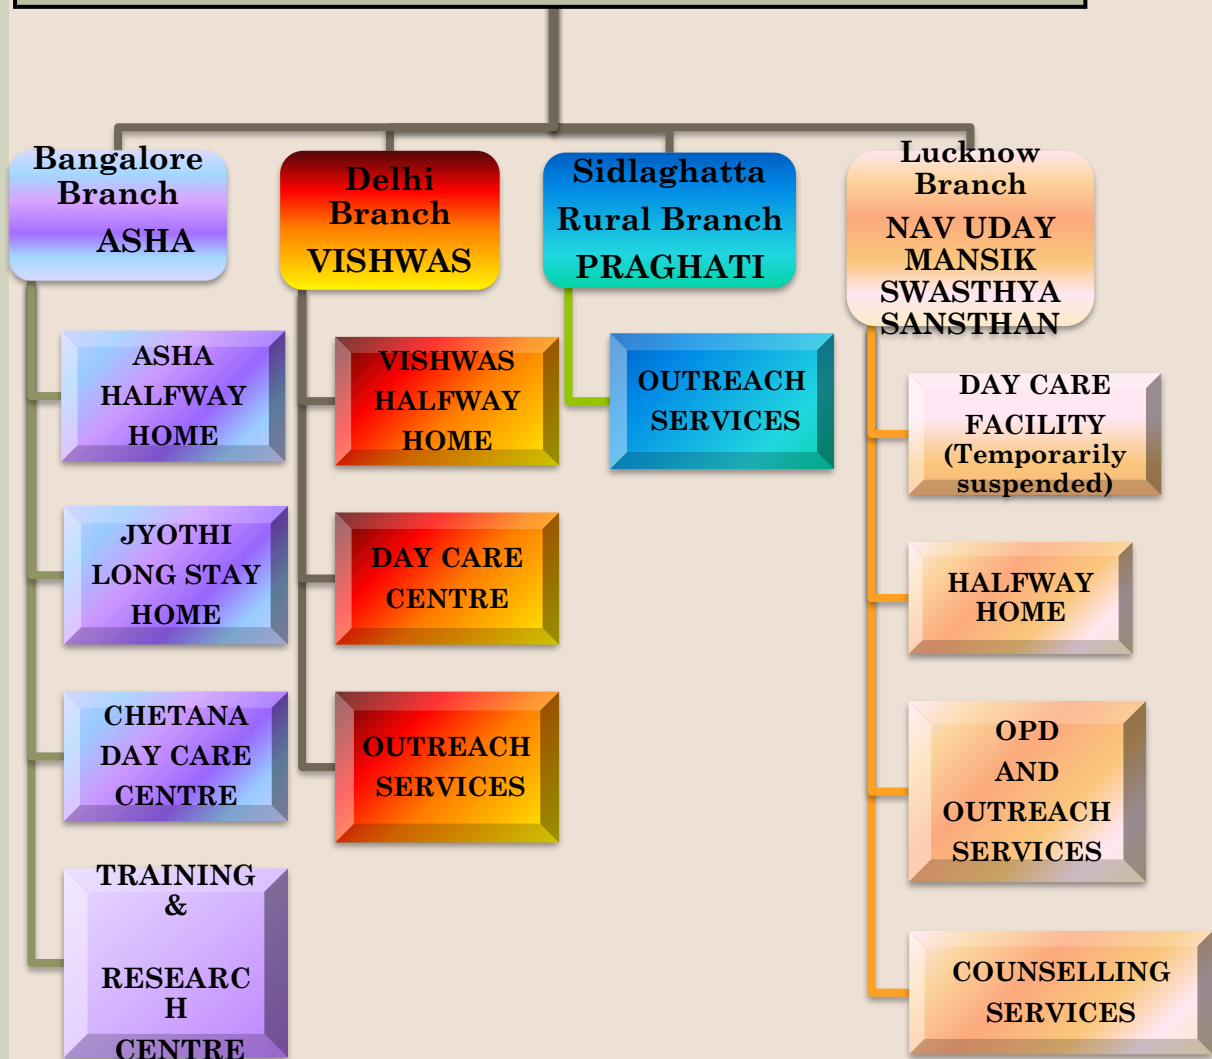 Bangalore
Branch
ASHA
ASHA
HALFWAY
HOME
JYOTHI
LONG STAY
HOME
CHETANA
DAY CARE
CENTRE
TRAINING
&
RESEARC
H
CENTRE
Delhi
Branch
VISHWAS
VISHWAS
HALFWAY
HOME
DAY CARE
CENTRE
OUTREACH
SERVICES
Sidlaghatta
Rural Branch
PRAGHATI
OUTREACH
SERVICES
Lucknow
Branch
NAV UDAY
MANSIK
SWASTHYA
SANSTHAN
DAY CARE
FACILITY
(Temporarily
suspended)
HALFWAY
HOME
OPD
AND
OUTREACH
SERVICES
COUNSELLING
SERVICES